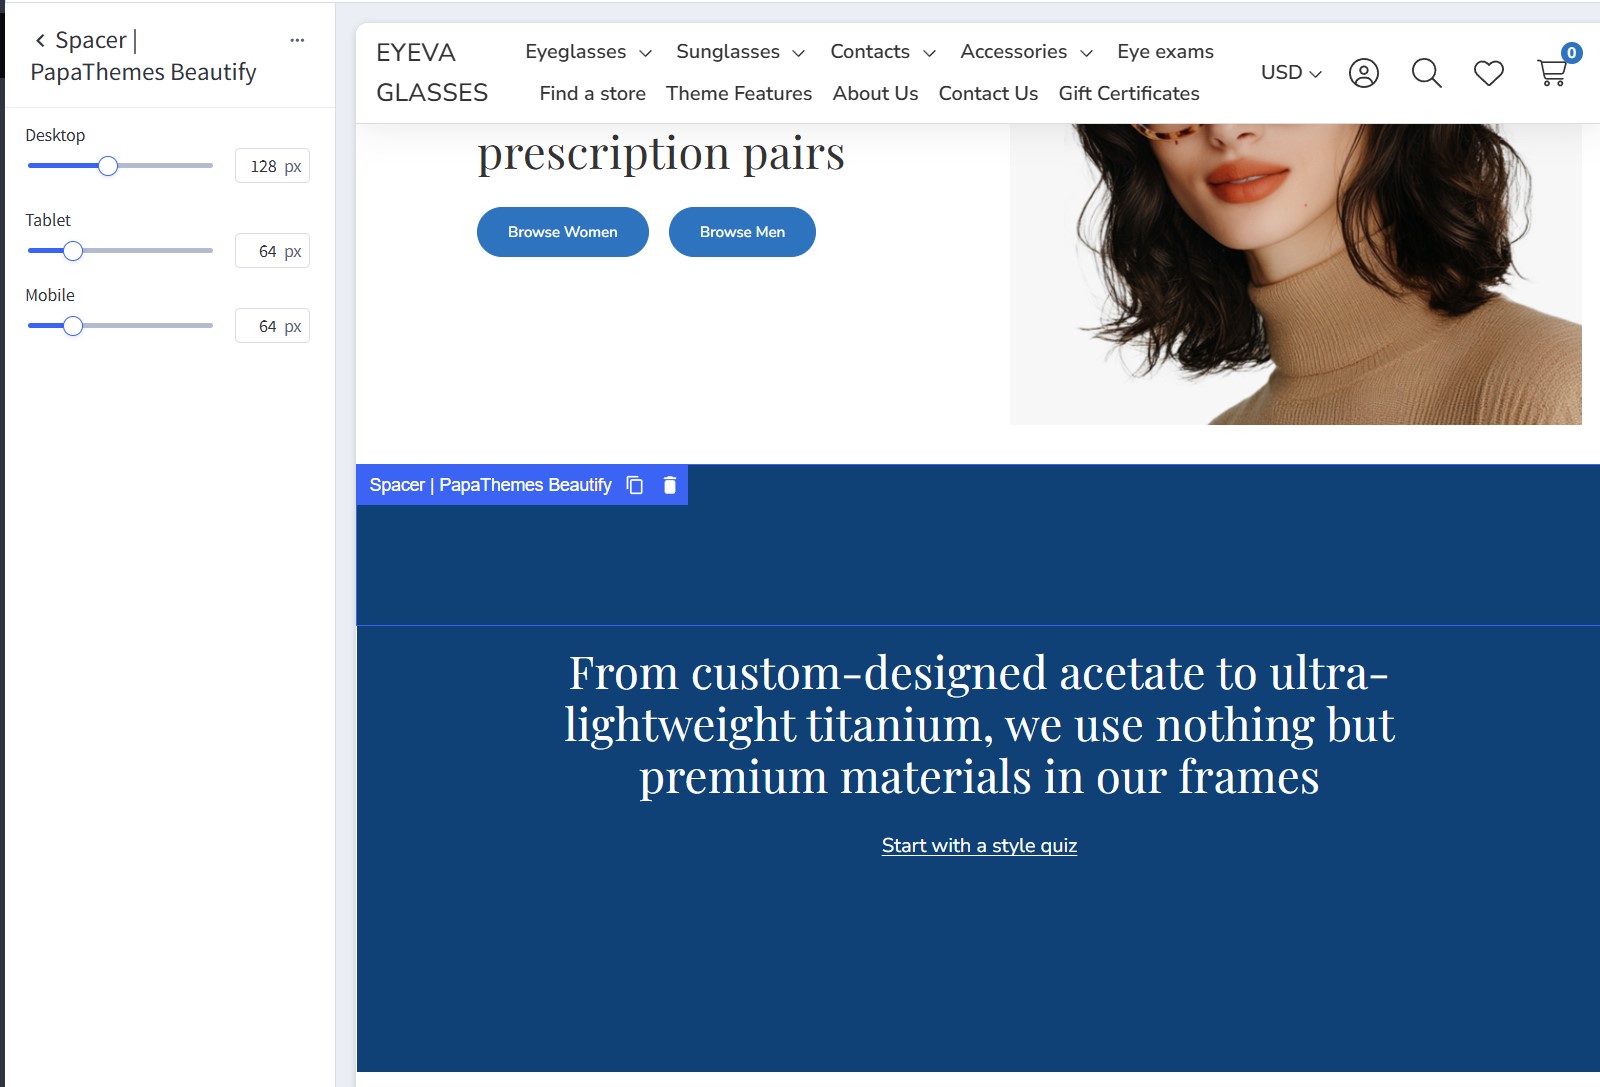 Spacer |
PapaThemes Beautify
Desktop
128 px
Tablet
64 px
Mobile
64 px
EYEVA
GLASSES
Eyeglasses Sunglasses Contacts Accessories Eye exams
Find a store Theme Features About Us Contact Us Gift Certificates
USD
0
prescription pairs
Browse Women Browse Men
Spacer | PapaThemes Beautify
From custom-designed acetate to ultra-
lightweight titanium, we use nothing but
premium materials in our frames
Start with a style quiz